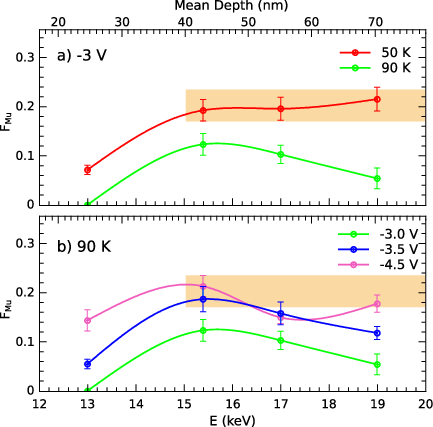 Mean Depth (nm)
20 30 40 50 60 70
a) -3 V
50 K
90 K
F_Mu
0.3
0.2
0.1
0
b) 90 K
-3.0 V
-3.5 V
-4.5 V
F_Mu
0.3
0.2
0.1
0
12 13 14 15 16 17 18 19 20
E (keV)